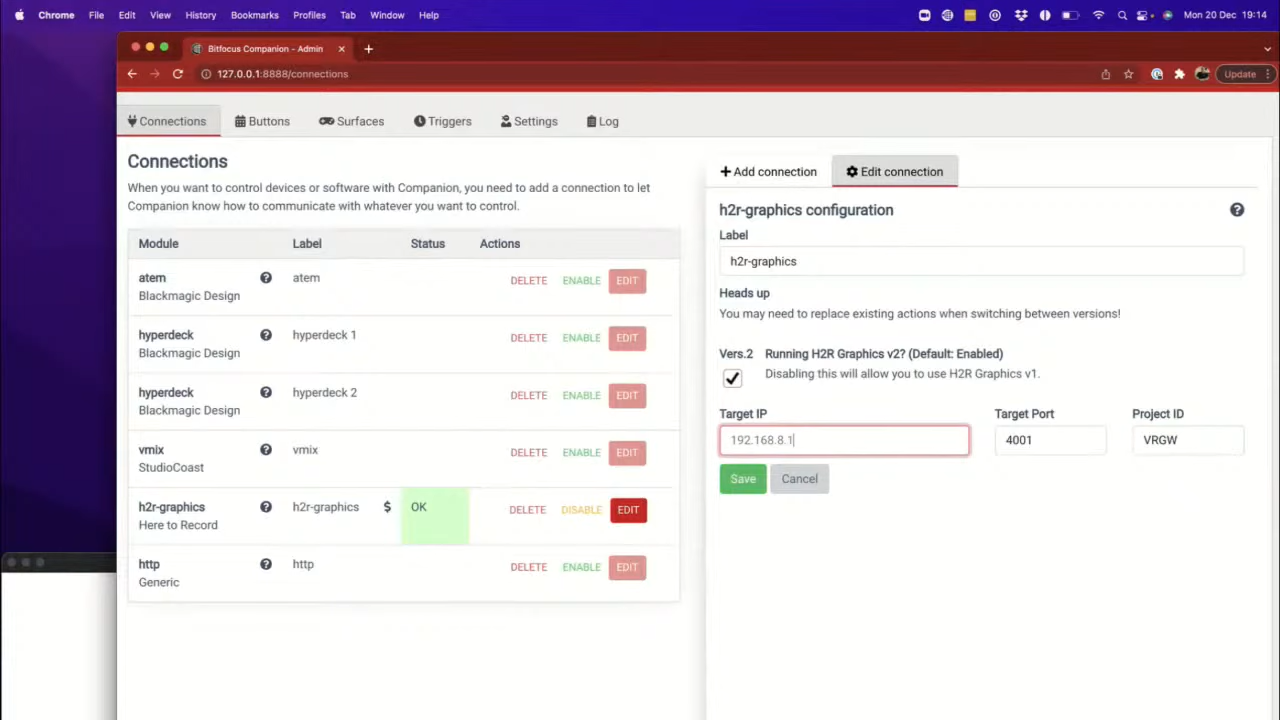 Chrome File Edit View History Bookmarks Profiles Tab Window Help Mon 20 Dec 19:14
Bitfocus Companion - Admin
127.0.0.1:8888/connections Update
Connections Buttons Surfaces Triggers Settings Log
Connections
When you want to control devices or software with Companion, you need to add a connection to let
Companion know how to communicate with whatever you want to control.
Module Label Status Actions
atem atem DELETE ENABLE EDIT
Blackmagic Design
hyperdeck hyperdeck 1 DELETE ENABLE EDIT
Blackmagic Design
hyperdeck hyperdeck 2 DELETE ENABLE EDIT
Blackmagic Design
vmix vmix DELETE ENABLE EDIT
StudioCoast
h2r-graphics h2r-graphics $ OK DELETE DISABLE EDIT
Here to Record
http http DELETE ENABLE EDIT
Generic
Add connection Edit connection
h2r-graphics configuration
Label
h2r-graphics
Heads up
You may need to replace existing actions when switching between versions!
Vers.2 Running H2R Graphics v2? (Default: Enabled)
Disabling this will allow you to use H2R Graphics v1.
Target IP Target Port Project ID
192.168.8.1 4001 VRGW
Save Cancel